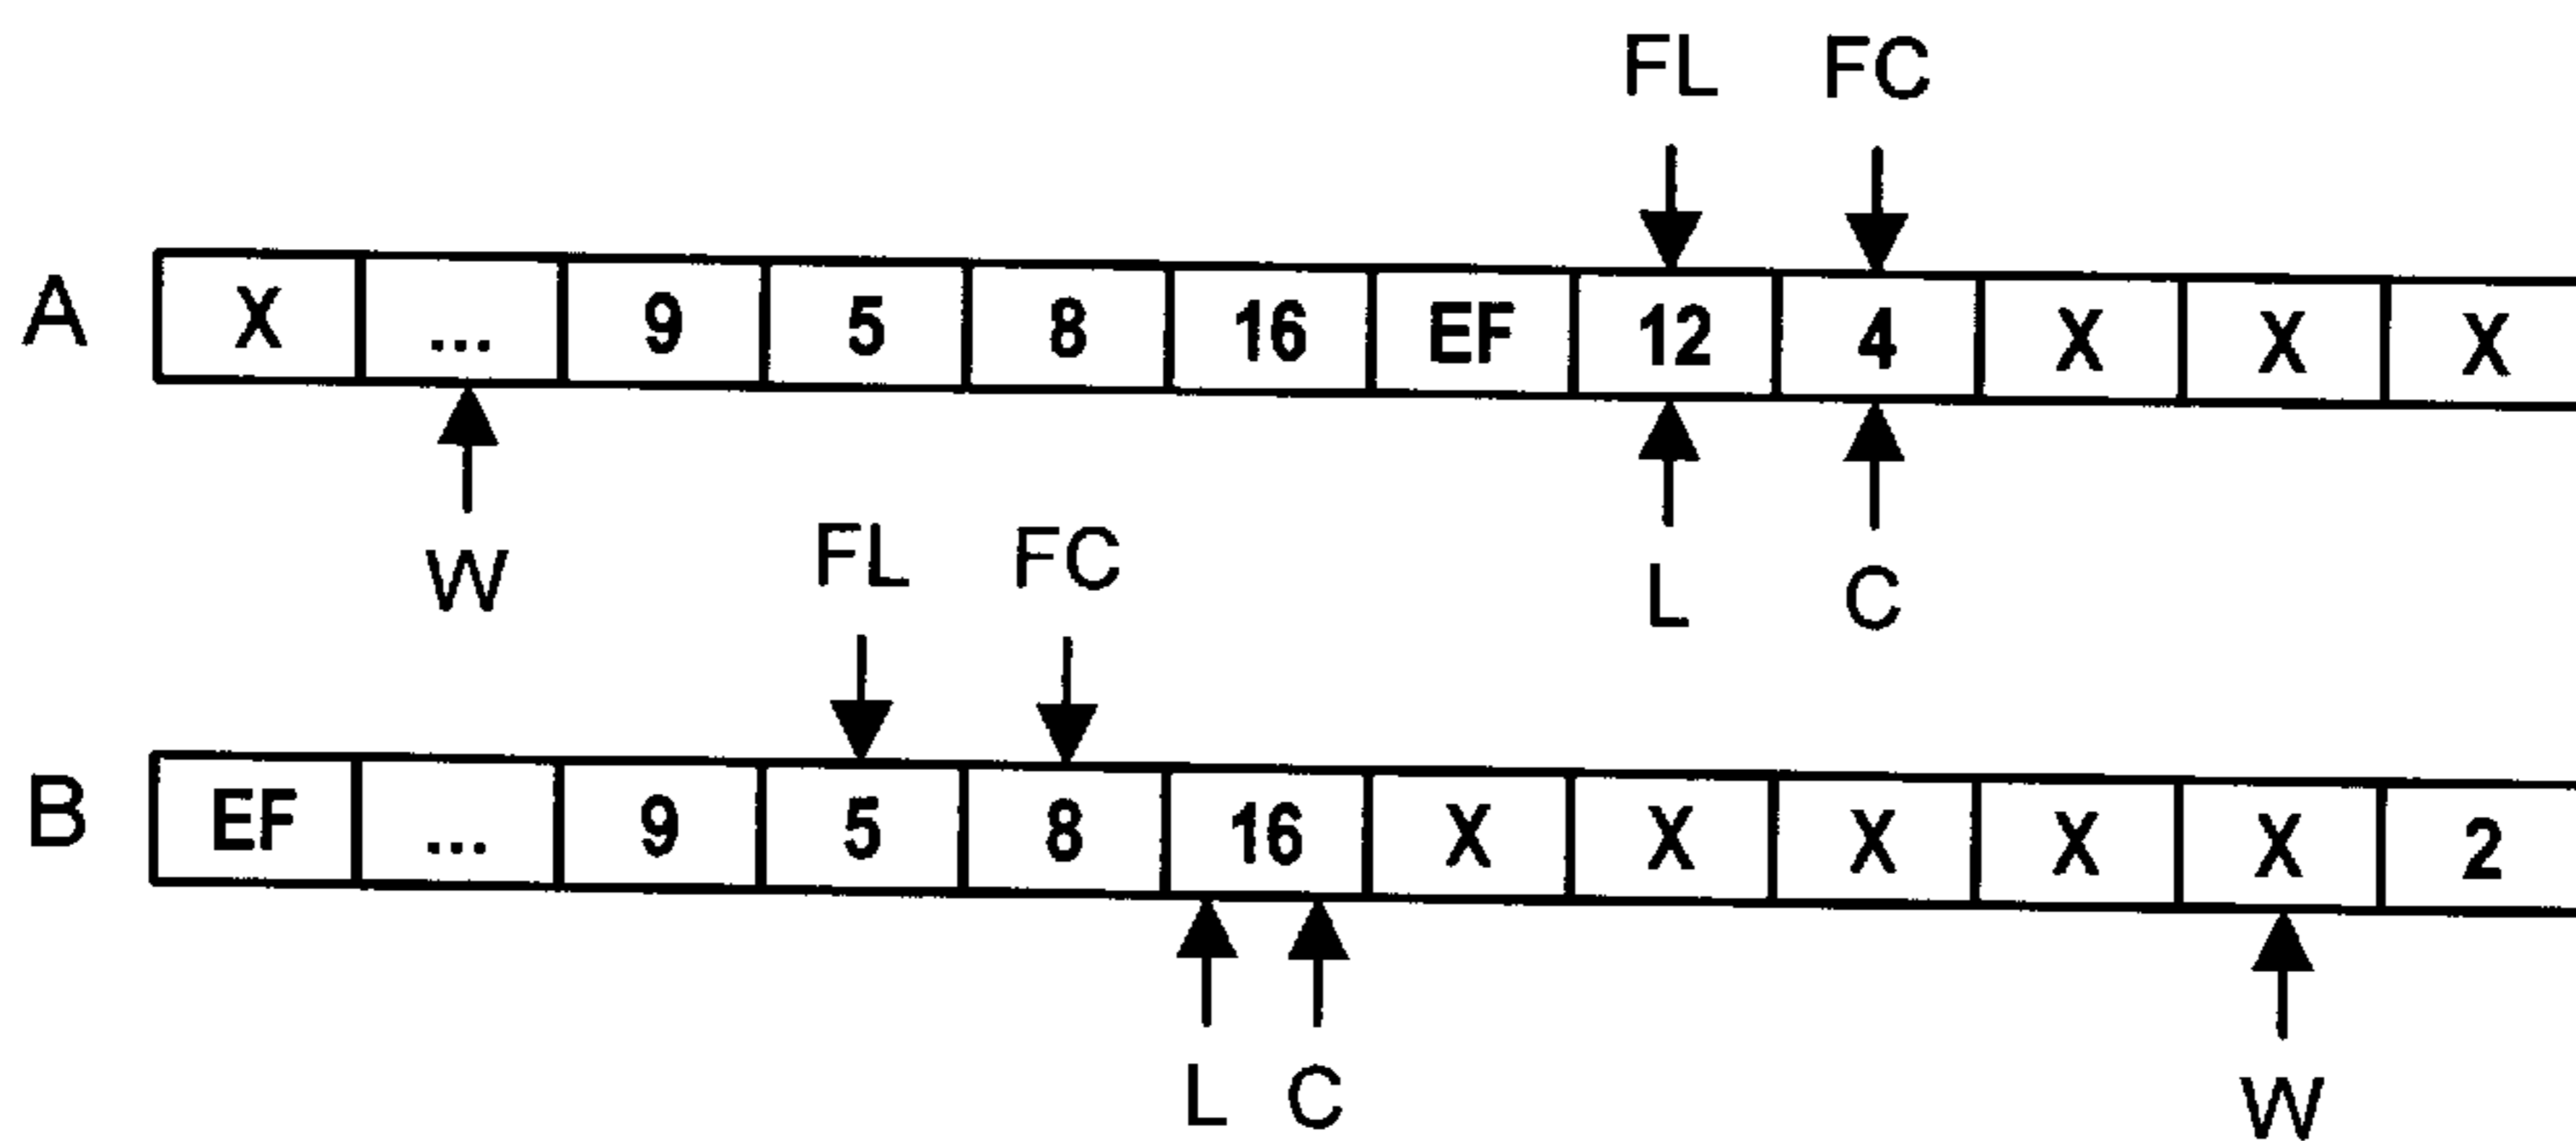 FL FC
A X ... 9 5 8 16 EF 12 4 X X X
W L C
FL FC
B EF ... 9 5 8 16 X X X X X 2
L C W